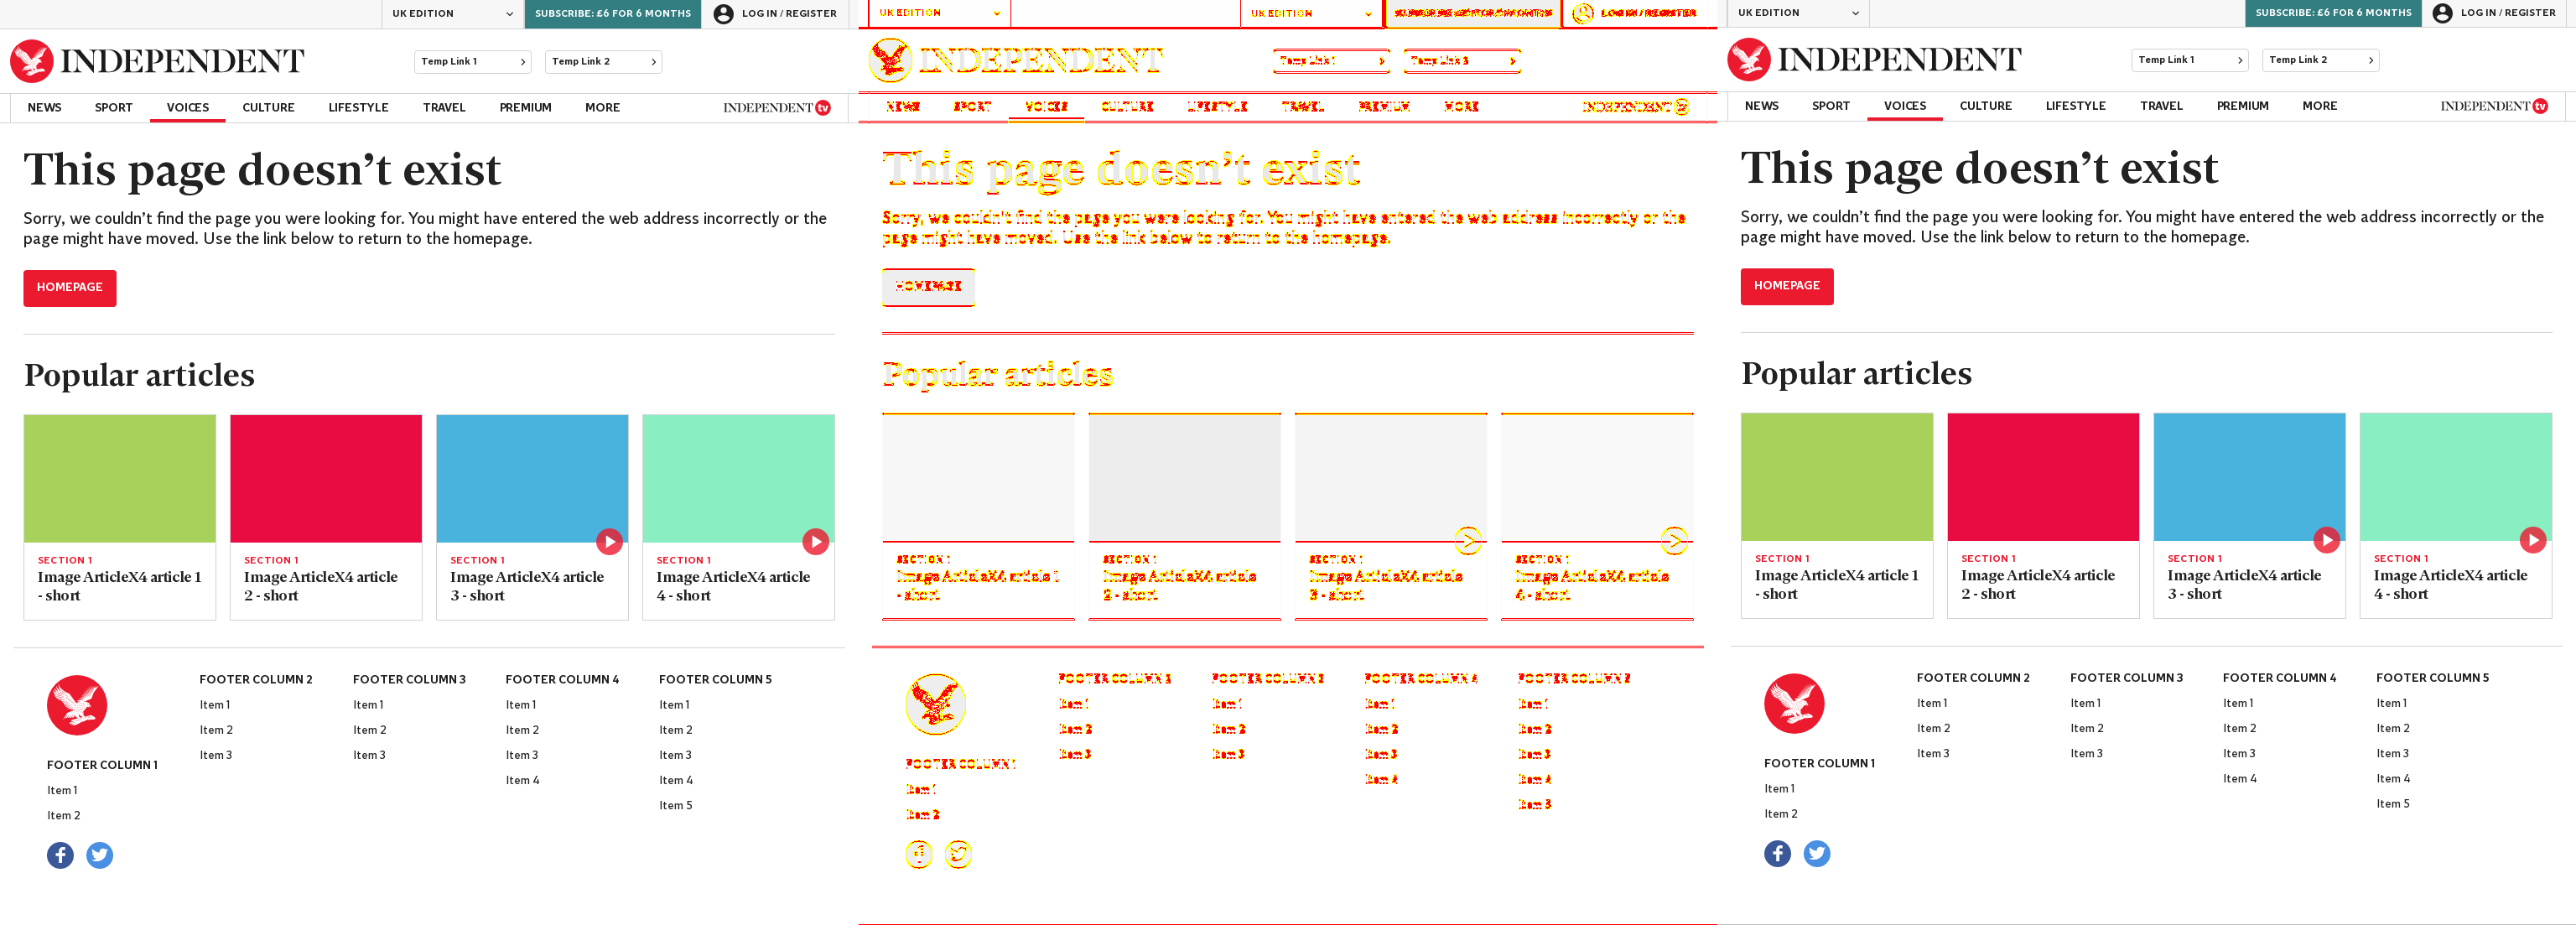 UK EDITION
SUBSCRIBE: £6 FOR 6 MONTHS
LOG IN / REGISTER
INDEPENDENT
Temp Link 1
Temp Link 2
NEWS SPORT VOICES CULTURE LIFESTYLE TRAVEL PREMIUM MORE
INDEPENDENT tv
This page doesn’t exist
Sorry, we couldn’t find the page you were looking for. You might have entered the web address incorrectly or the
page might have moved. Use the link below to return to the homepage.
HOMEPAGE
Popular articles
SECTION 1
Image ArticleX4 article 1
- short
SECTION 1
Image ArticleX4 article
2 - short
SECTION 1
Image ArticleX4 article
3 - short
SECTION 1
Image ArticleX4 article
4 - short
FOOTER COLUMN 1
Item 1
Item 2
FOOTER COLUMN 2
Item 1
Item 2
Item 3
FOOTER COLUMN 3
Item 1
Item 2
Item 3
FOOTER COLUMN 4
Item 1
Item 2
Item 3
Item 4
FOOTER COLUMN 5
Item 1
Item 2
Item 3
Item 4
Item 5
UK EDITION
UK EDITION
INDEPENDENT
This page doesn’t exist
Sorry, we couldn’t find the page you were looking for. You might have entered the web address incorrectly or the
page might have moved. Use the link below to return to the homepage.
Popular articles
UK EDITION
SUBSCRIBE: £6 FOR 6 MONTHS
LOG IN / REGISTER
INDEPENDENT
Temp Link 1
Temp Link 2
NEWS SPORT VOICES CULTURE LIFESTYLE TRAVEL PREMIUM MORE
INDEPENDENT tv
This page doesn’t exist
Sorry, we couldn’t find the page you were looking for. You might have entered the web address incorrectly or the
page might have moved. Use the link below to return to the homepage.
HOMEPAGE
Popular articles
SECTION 1
Image ArticleX4 article 1
- short
SECTION 1
Image ArticleX4 article
2 - short
SECTION 1
Image ArticleX4 article
3 - short
SECTION 1
Image ArticleX4 article
4 - short
FOOTER COLUMN 1
Item 1
Item 2
FOOTER COLUMN 2
Item 1
Item 2
Item 3
FOOTER COLUMN 3
Item 1
Item 2
Item 3
FOOTER COLUMN 4
Item 1
Item 2
Item 3
Item 4
FOOTER COLUMN 5
Item 1
Item 2
Item 3
Item 4
Item 5